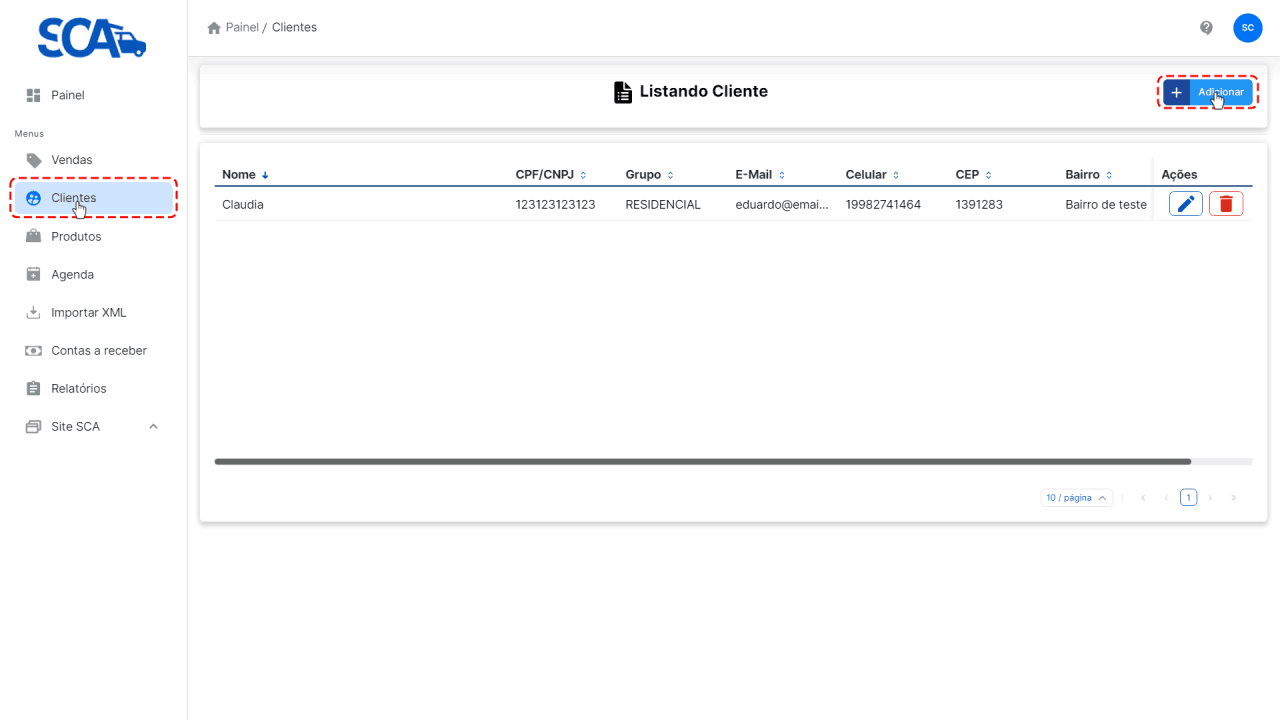 SCA
Painel / Clientes
SC
Painel
Menus
Vendas
Clientes
Produtos
Agenda
Importar XML
Contas a receber
Relatórios
Site SCA
Listando Cliente
+ Adicionar
Nome CPF/CNPJ Grupo E-Mail Celular CEP Bairro Ações
Claudia 123123123123 RESIDENCIAL eduardo@emai... 19982741464 1391283 Bairro de teste
10 / página 1